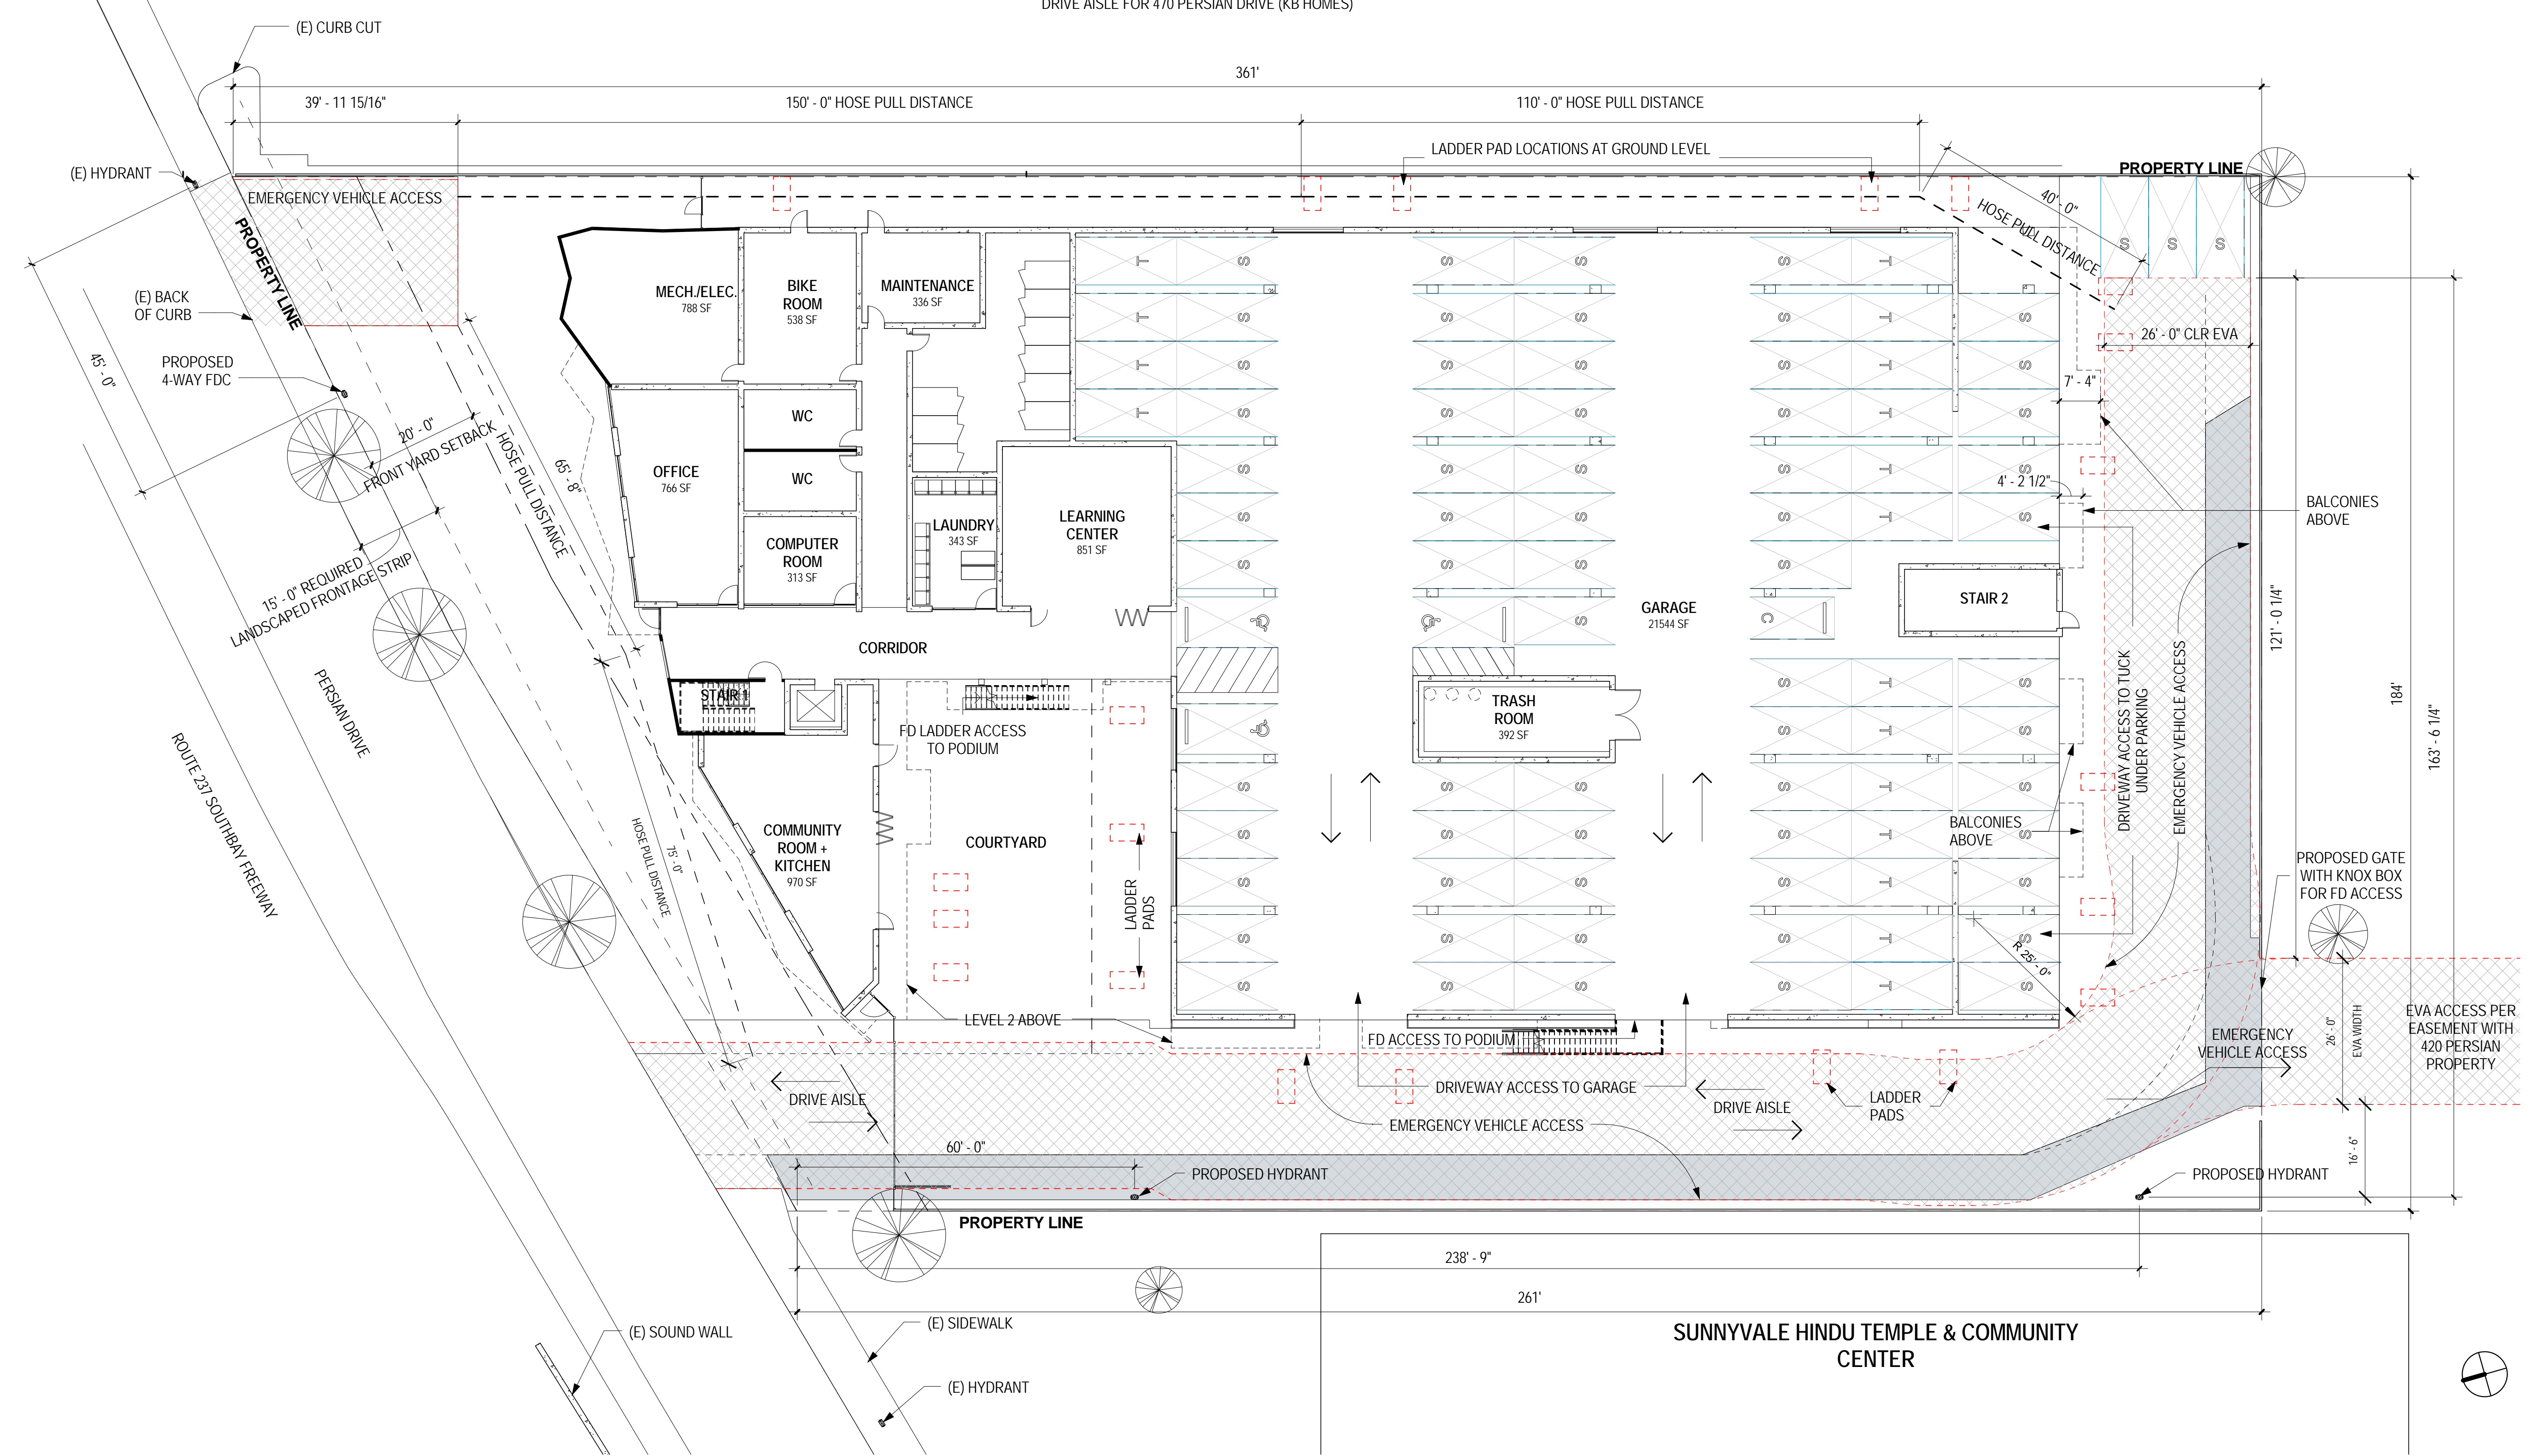 DRIVE AISLE FOR 470 PERSIAN DRIVE (KB HOMES)
(E) CURB CUT
361'
39' - 11 15/16"
150' - 0" HOSE PULL DISTANCE
110' - 0" HOSE PULL DISTANCE
LADDER PAD LOCATIONS AT GROUND LEVEL
PROPERTY LINE
(E) HYDRANT
EMERGENCY VEHICLE ACCESS
PROPERTY LINE
40' - 0"
HOSE PULL DISTANCE
S
S
S
(E) BACK
OF CURB
MECH./ELEC.
788 SF
BIKE
ROOM
538 SF
MAINTENANCE
336 SF
26' - 0" CLR EVA
7' - 4"
45' - 0"
PROPOSED
4-WAY FDC
20' - 0"
FRONT YARD SETBACK
HOSE PULL DISTANCE
65' - 8"
WC
WC
OFFICE
766 SF
COMPUTER
ROOM
313 SF
LAUNDRY
343 SF
LEARNING
CENTER
851 SF
4' - 2 1/2"
BALCONIES
ABOVE
15' - 0" REQUIRED
LANDSCAPED FRONTAGE STRIP
GARAGE
21544 SF
C
STAIR 2
121' - 0 1/4"
184'
163' - 6 1/4"
CORRIDOR
STAIR 1
PERSIAN DRIVE
ROUTE 237 SOUTHBAY FREEWAY
FD LADDER ACCESS
TO PODIUM
TRASH
ROOM
392 SF
DRIVEWAY ACCESS TO TUCK
UNDER PARKING
EMERGENCY VEHICLE ACCESS
HOSE PULL DISTANCE
75' - 0"
COMMUNITY
ROOM +
KITCHEN
970 SF
COURTYARD
LADDER
PADS
BALCONIES
ABOVE
PROPOSED GATE
WITH KNOX BOX
FOR FD ACCESS
R 25' - 0"
LEVEL 2 ABOVE
FD ACCESS TO PODIUM
EMERGENCY
VEHICLE ACCESS
26' - 0"
EVA WIDTH
EVA ACCESS PER
EASEMENT WITH
420 PERSIAN
PROPERTY
DRIVE AISLE
DRIVEWAY ACCESS TO GARAGE
EMERGENCY VEHICLE ACCESS
DRIVE AISLE
LADDER
PADS
60' - 0"
PROPOSED HYDRANT
PROPOSED HYDRANT
16' - 6"
PROPERTY LINE
238' - 9"
261'
(E) SOUND WALL
(E) SIDEWALK
(E) HYDRANT
SUNNYVALE HINDU TEMPLE & COMMUNITY
CENTER